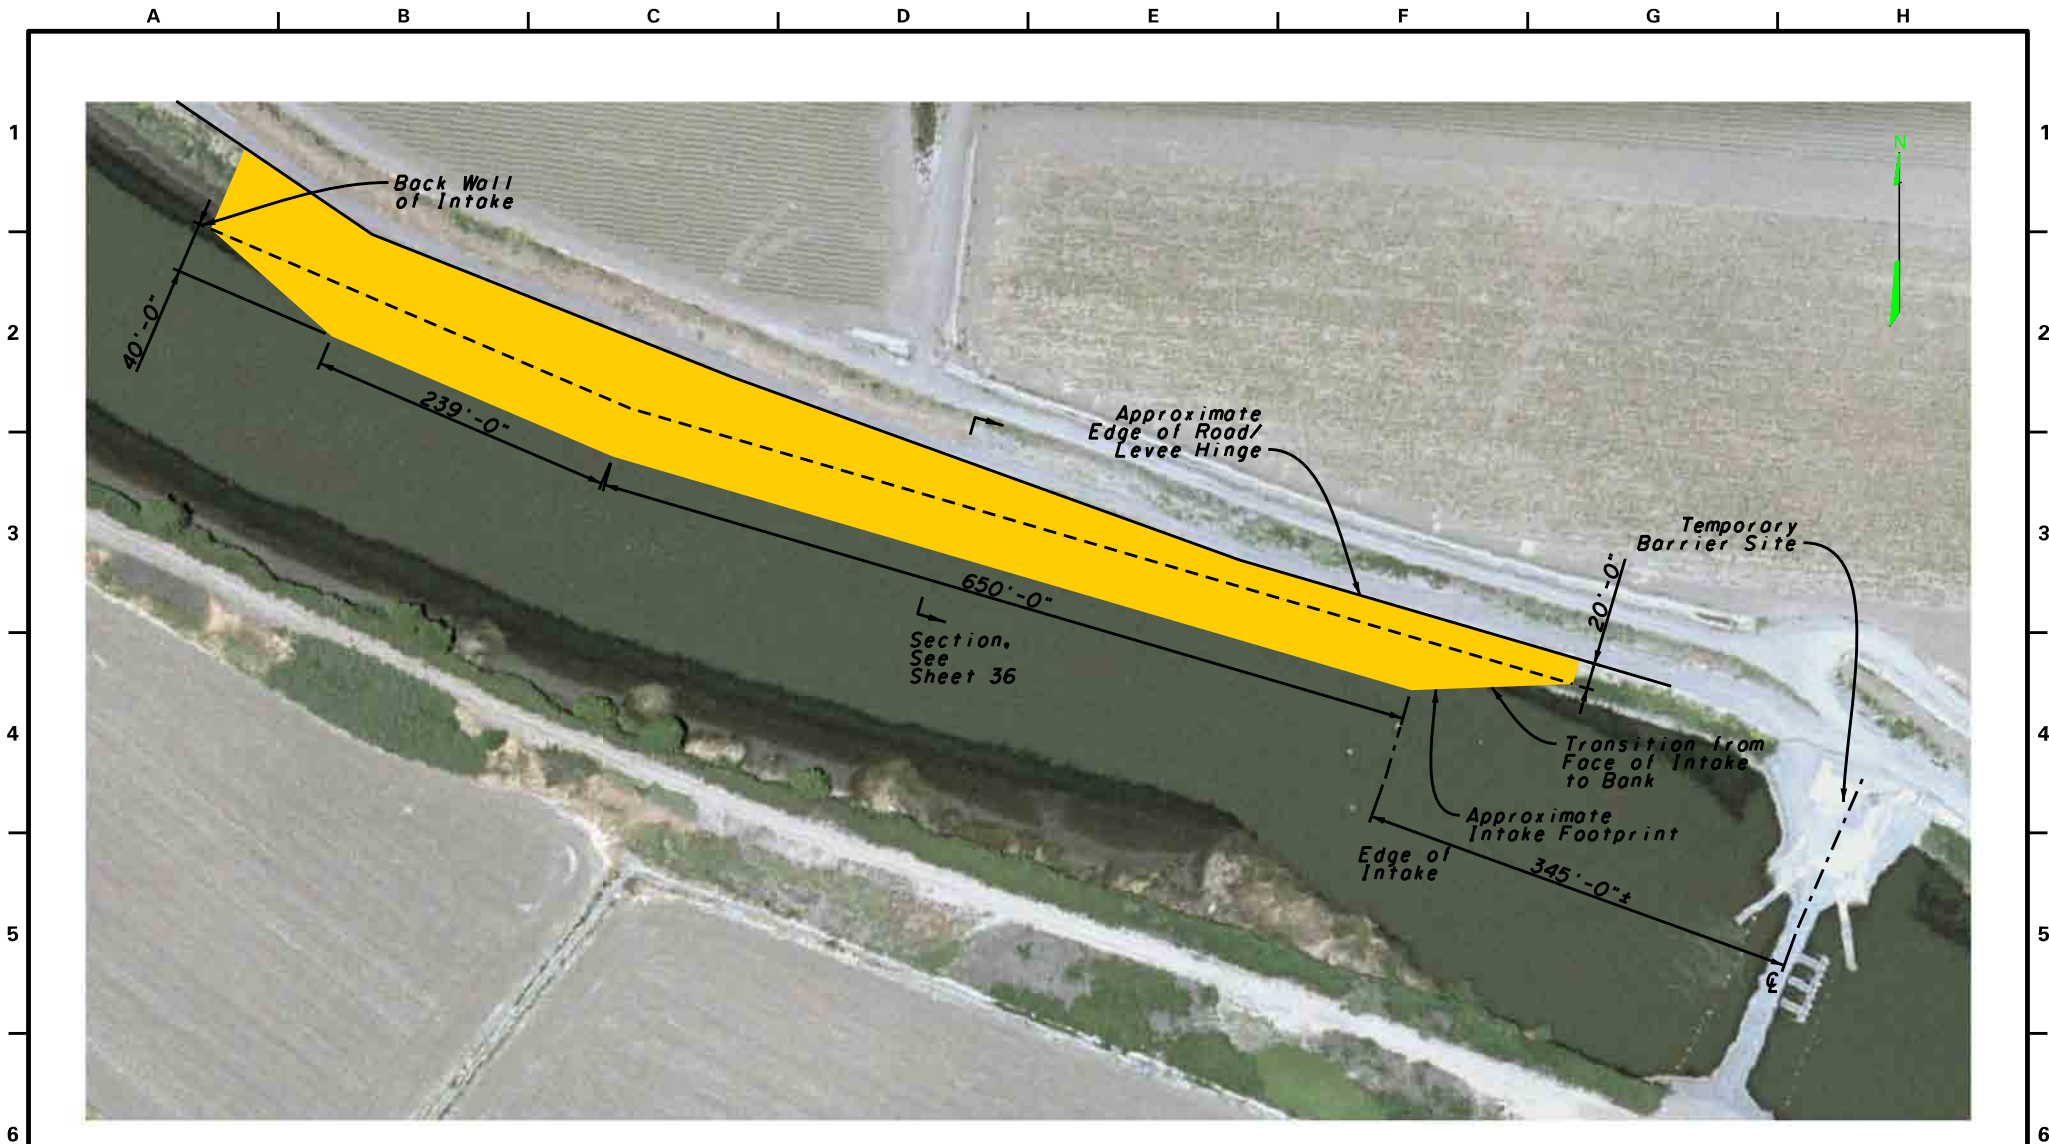 A B C D E F G H
1 1
N
Back Wall
of Intake
40'-0"
2 2
239'-0"
Approximate
Edge of Road/
Levee Hinge
3 3
Temporary
Barrier Site
20'-0"
650'-0"
Section,
See
Sheet 36
4 4
Transition from
Face of Intake
to Bank
Approximate
Intake Footprint
Edge of
Intake
345'-0"±
5 5
℄
6 6